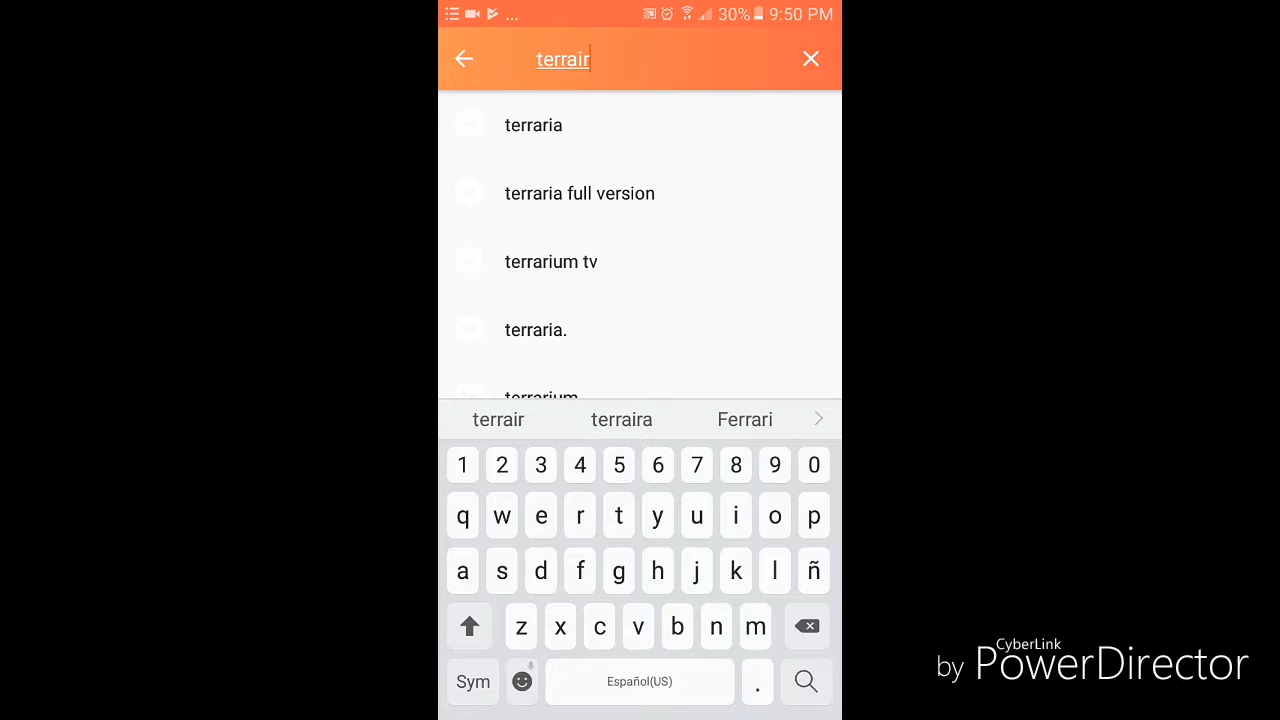 ... 30% 9:50 PM
terrair
terraria
terraria full version
terrarium tv
terraria.
terrarium
terrair terraira Ferrari
1 2 3 4 5 6 7 8 9 0
q w e r t y u i o p
a s d f g h j k l ñ
z x c v b n m
Sym Español(US) .
CyberLink
by PowerDirector